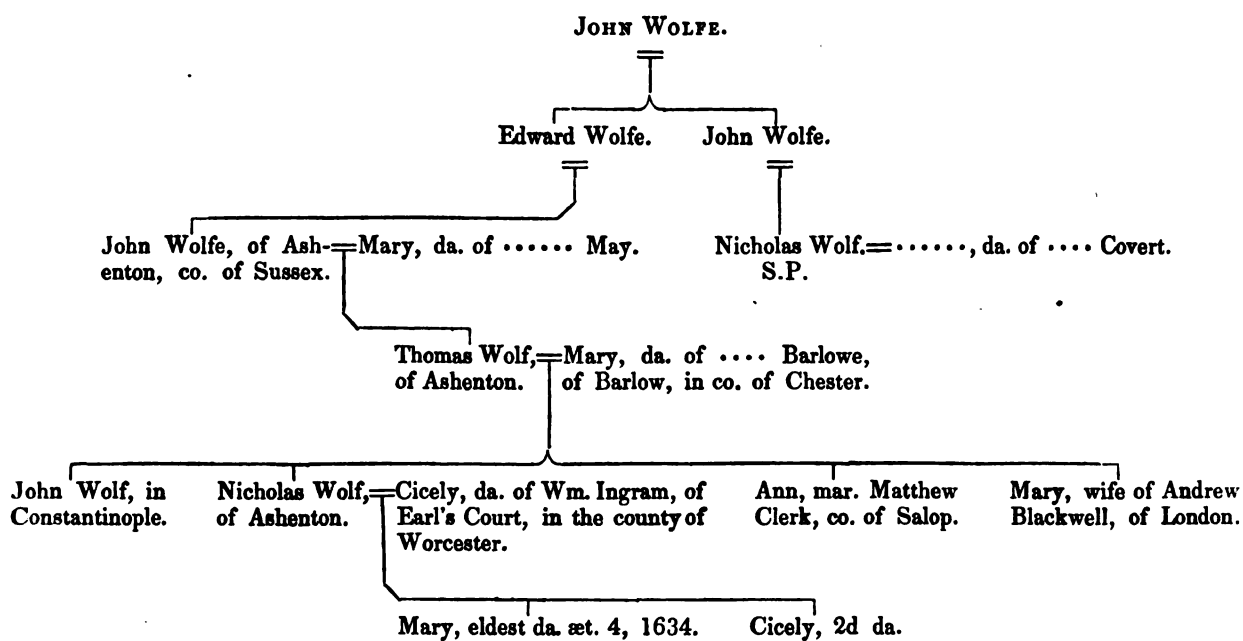 JOHN WOLFE.
Edward Wolfe. John Wolfe.
John Wolfe, of Ash-=Mary, da. of ······ May.
enton, co. of Sussex.
Nicholas Wolf.=······, da. of ···· Covert.
S.P.
Thomas Wolf,=Mary, da. of ···· Barlowe,
of Ashenton. of Barlow, in co. of Chester.
John Wolf, in
Constantinople.
Nicholas Wolf,=Cicely, da. of Wm. Ingram, of
of Ashenton. Earl's Court, in the county of
Worcester.
Ann, mar. Matthew
Clerk, co. of Salop.
Mary, wife of Andrew
Blackwell, of London.
Mary, eldest da. æt. 4, 1634. Cicely, 2d da.